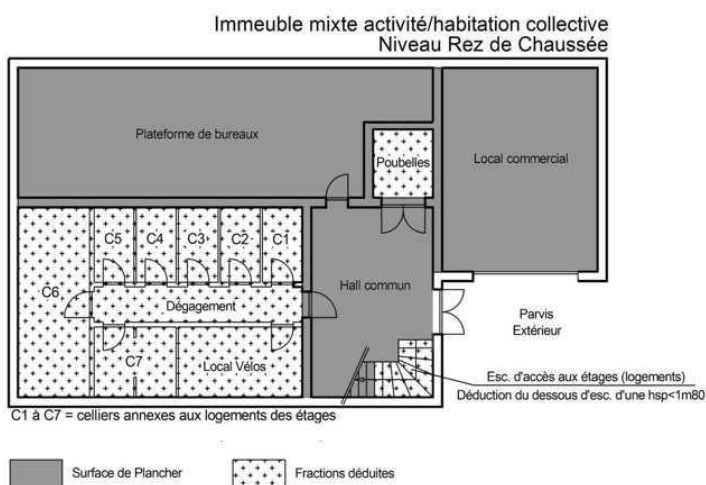 Immeuble mixte activité/habitation collective
Niveau Rez de Chaussée
Plateforme de bureaux
Poubelles
Local commercial
C5
C4
C3
C2
C1
C6
Hall commun
Dégagement
Parvis
Extérieur
C7
Local Vélos
Esc. d'accès aux étages (logements)
Déduction du dessous d'esc. d'une hsp<1m80
C1 à C7 = celliers annexes aux logements des étages
Surface de Plancher
Fractions déduites